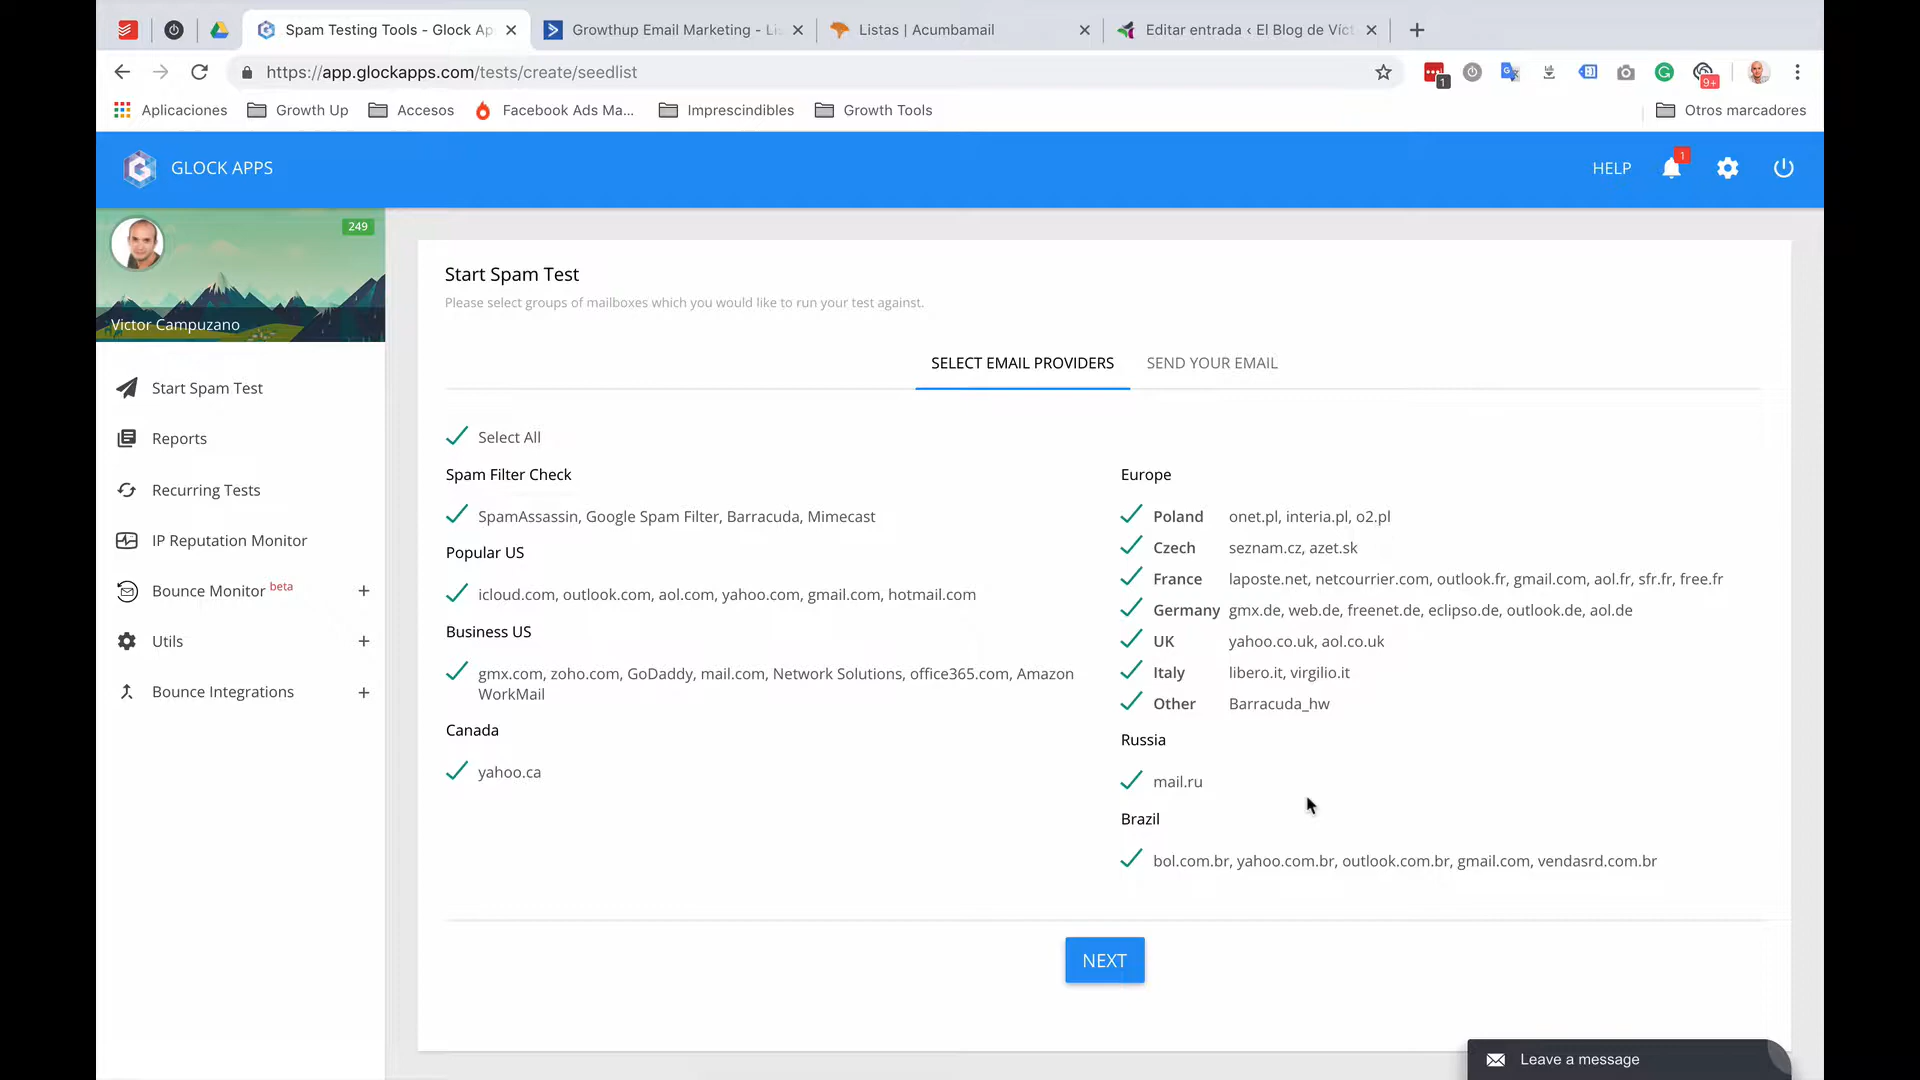 Spam Testing Tools - Glock Ap
Growthup Email Marketing - Li
Listas | Acumbamail
Editar entrada ‹ El Blog de Víct
https://app.glockapps.com/tests/create/seedlist
1
9+
Aplicaciones
Growth Up
Accesos
Facebook Ads Ma...
Imprescindibles
Growth Tools
Otros marcadores
GLOCK APPS
HELP
1
249
Victor Campuzano
Start Spam Test
Reports
Recurring Tests
IP Reputation Monitor
Bounce Monitor beta
Utils
Bounce Integrations
Start Spam Test
Please select groups of mailboxes which you would like to run your test against.
SELECT EMAIL PROVIDERS
SEND YOUR EMAIL
Select All
Spam Filter Check
SpamAssassin, Google Spam Filter, Barracuda, Mimecast
Popular US
icloud.com, outlook.com, aol.com, yahoo.com, gmail.com, hotmail.com
Business US
gmx.com, zoho.com, GoDaddy, mail.com, Network Solutions, office365.com, Amazon
WorkMail
Canada
yahoo.ca
Europe
Poland onet.pl, interia.pl, o2.pl
Czech seznam.cz, azet.sk
France laposte.net, netcourrier.com, outlook.fr, gmail.com, aol.fr, sfr.fr, free.fr
Germany gmx.de, web.de, freenet.de, eclipso.de, outlook.de, aol.de
UK yahoo.co.uk, aol.co.uk
Italy libero.it, virgilio.it
Other Barracuda_hw
Russia
mail.ru
Brazil
bol.com.br, yahoo.com.br, outlook.com.br, gmail.com, vendasrd.com.br
NEXT
Leave a message